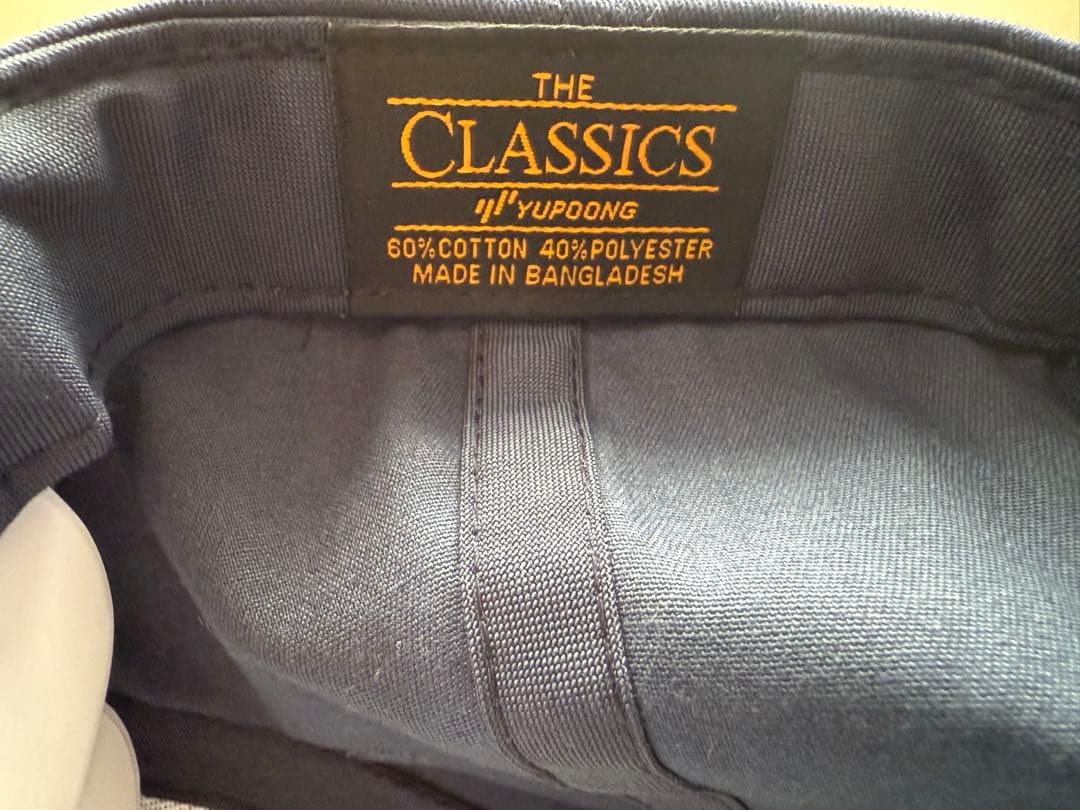 THE
CLASSICS
YUPOONG
60%COTTON 40%POLYESTER
MADE IN BANGLADESH